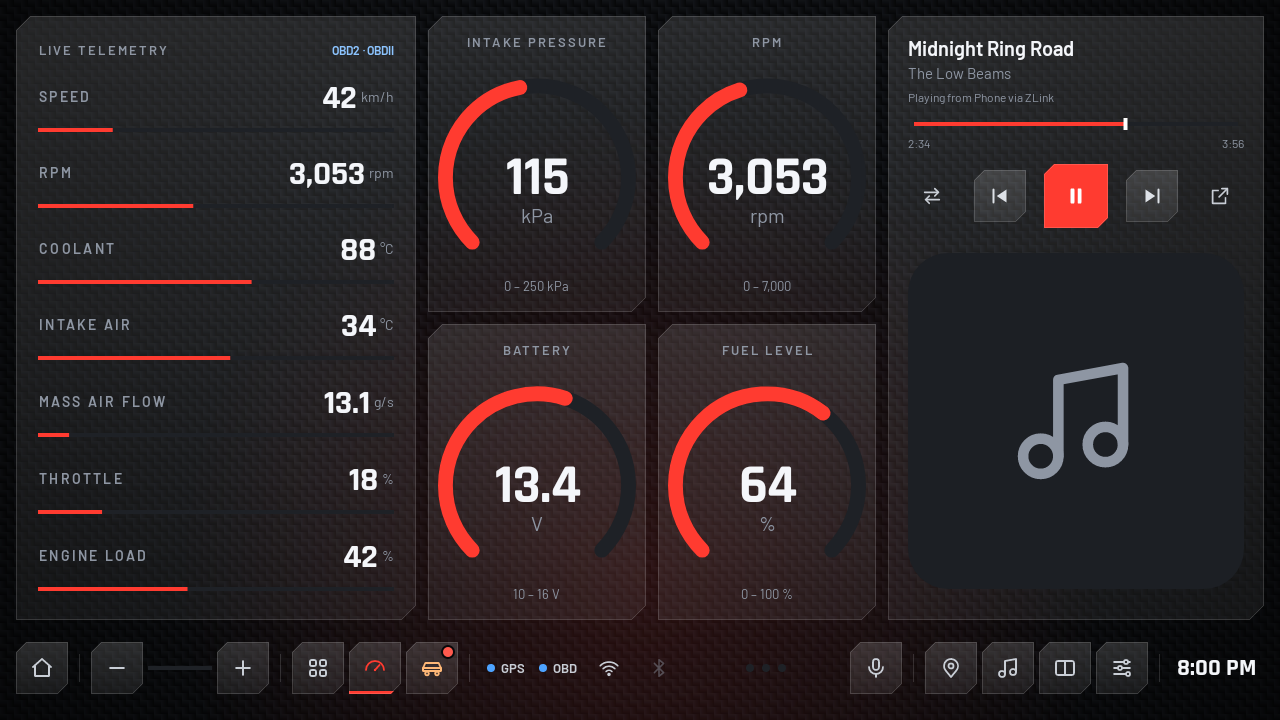 LIVE TELEMETRY
OBD2 · OBDII
SPEED
42 km/h
RPM
3,053 rpm
COOLANT
88 °C
INTAKE AIR
34 °C
MASS AIR FLOW
13.1 g/s
THROTTLE
18 %
ENGINE LOAD
42 %
INTAKE PRESSURE
115
kPa
0 – 250 kPa
RPM
3,053
rpm
0 – 7,000
BATTERY
13.4
V
10 – 16 V
FUEL LEVEL
64
%
0 – 100 %
Midnight Ring Road
The Low Beams
Playing from Phone via ZLink
2:34
3:56
GPS
OBD
8:00 PM